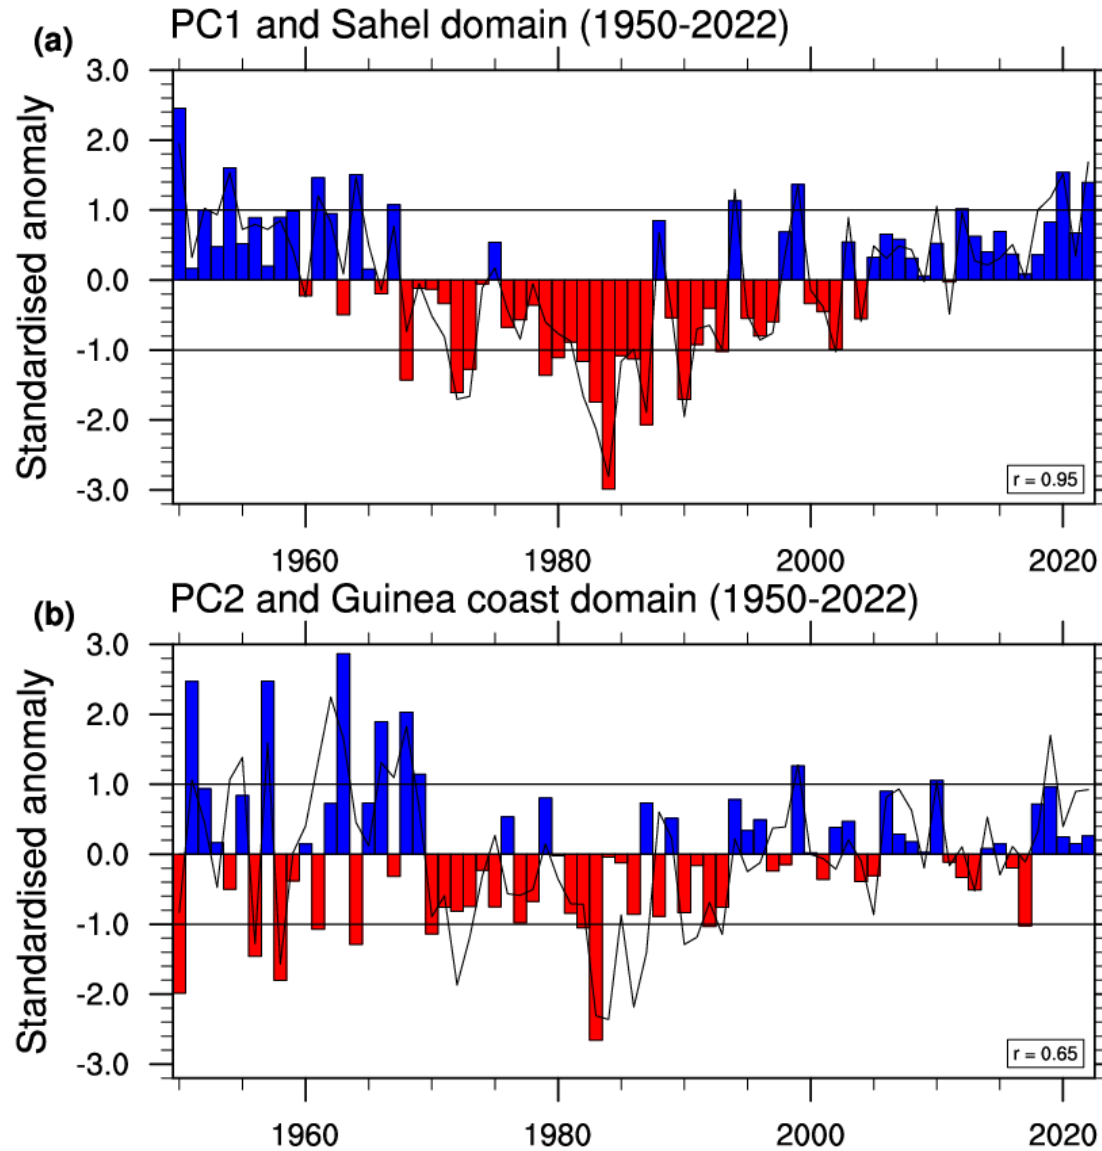 (a) PC1 and Sahel domain (1950-2022)
Standardised anomaly
3.0
2.0
1.0
0.0
-1.0
-2.0
-3.0
r = 0.95
1960 1980 2000 2020
(b) PC2 and Guinea coast domain (1950-2022)
Standardised anomaly
3.0
2.0
1.0
0.0
-1.0
-2.0
-3.0
r = 0.65
1960 1980 2000 2020